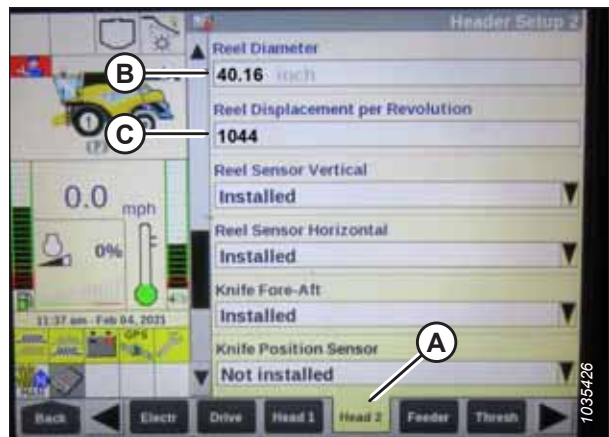 Header Setup 2
Reel Diameter
B
40.16 inch
Reel Displacement per Revolution
C
1044
Reel Sensor Vertical
Installed
Reel Sensor Horizontal
Installed
Knife Fore-Aft
Installed
Knife Position Sensor
Not installed
A
1
0.0 mph
0%
11:37 am - Feb 04, 2021
GPS
Back
Electr
Drive
Head 1
Head 2
Feeder
Thresh
1035426